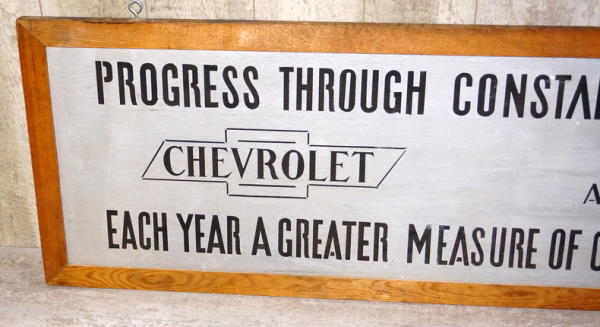 PROGRESS THROUGH
CHEVROLET
EACH YEAR A GREATER MEASURE OF